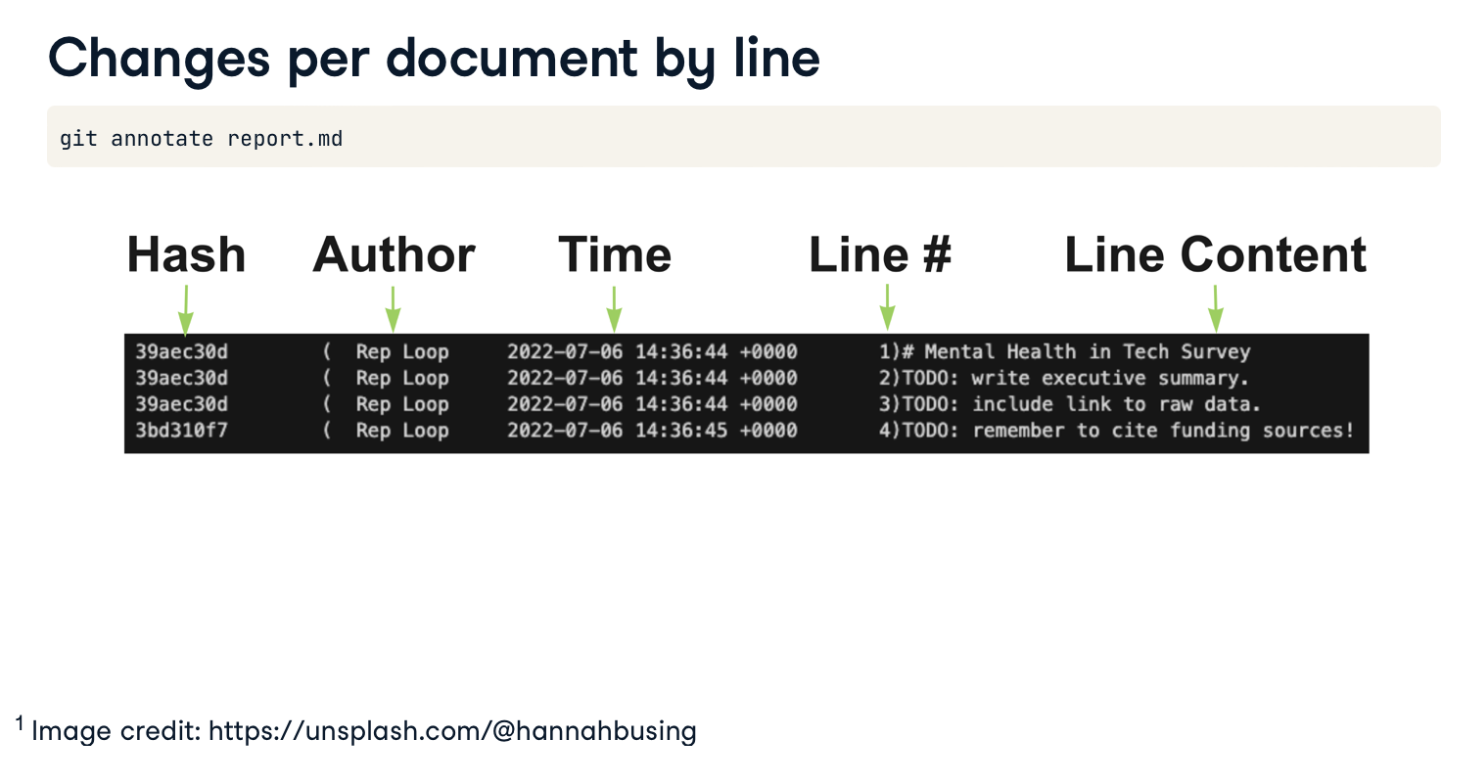 Changes per document by line
git annotate report.md
Hash Author Time Line # Line Content
39aec30d ( Rep Loop 2022-07-06 14:36:44 +0000 1)# Mental Health in Tech Survey
39aec30d ( Rep Loop 2022-07-06 14:36:44 +0000 2)TODO: write executive summary.
39aec30d ( Rep Loop 2022-07-06 14:36:44 +0000 3)TODO: include link to raw data.
3bd310f7 ( Rep Loop 2022-07-06 14:36:45 +0000 4)TODO: remember to cite funding sources!
1 Image credit: https://unsplash.com/@hannahbusing